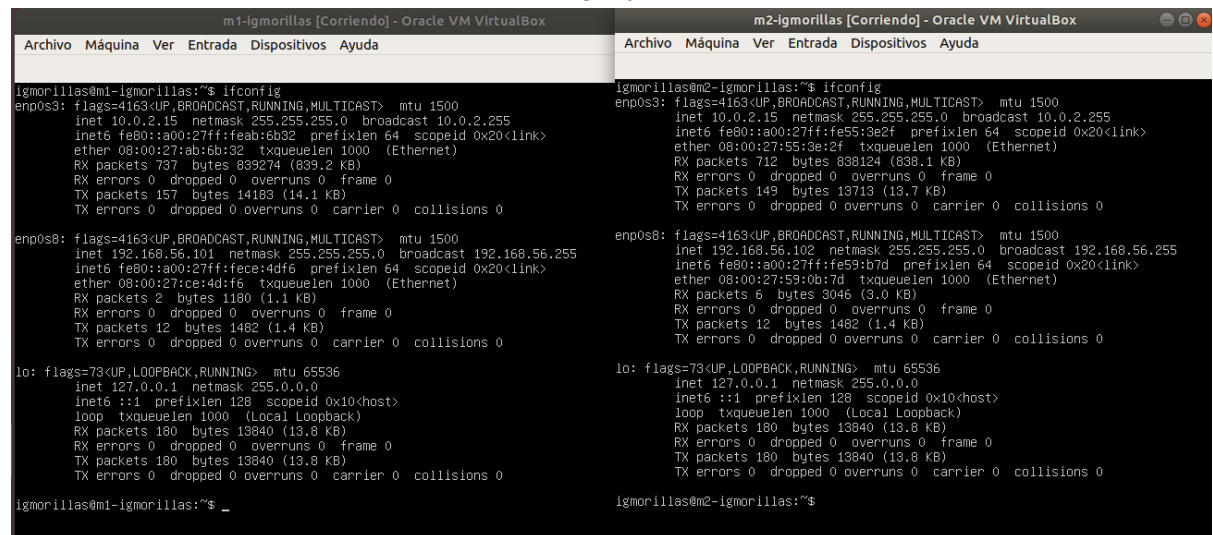 m1-igmorillas [Corriendo] - Oracle VM VirtualBox
Archivo Máquina Ver Entrada Dispositivos Ayuda
igmorillas@m1-igmorillas:~$ ifconfig
enp0s3: flags=4163<UP,BROADCAST,RUNNING,MULTICAST> mtu 1500
inet 10.0.2.15 netmask 255.255.255.0 broadcast 10.0.2.255
inet6 fe80::a00:27ff:feab:6b32 prefixlen 64 scopeid 0x20<link>
ether 08:00:27:ab:6b:32 txqueuelen 1000 (Ethernet)
RX packets 737 bytes 839274 (839.2 KB)
RX errors 0 dropped 0 overruns 0 frame 0
TX packets 157 bytes 14183 (14.1 KB)
TX errors 0 dropped 0 overruns 0 carrier 0 collisions 0
enp0s8: flags=4163<UP,BROADCAST,RUNNING,MULTICAST> mtu 1500
inet 192.168.56.101 netmask 255.255.255.0 broadcast 192.168.56.255
inet6 fe80::a00:27ff:fece:4df6 prefixlen 64 scopeid 0x20<link>
ether 08:00:27:ce:4d:f6 txqueuelen 1000 (Ethernet)
RX packets 2 bytes 1180 (1.1 KB)
RX errors 0 dropped 0 overruns 0 frame 0
TX packets 12 bytes 1482 (1.4 KB)
TX errors 0 dropped 0 overruns 0 carrier 0 collisions 0
lo: flags=73<UP,LOOPBACK,RUNNING> mtu 65536
inet 127.0.0.1 netmask 255.0.0.0
inet6 ::1 prefixlen 128 scopeid 0x10<host>
loop txqueuelen 1000 (Local Loopback)
RX packets 180 bytes 13840 (13.8 KB)
RX errors 0 dropped 0 overruns 0 frame 0
TX packets 180 bytes 13840 (13.8 KB)
TX errors 0 dropped 0 overruns 0 carrier 0 collisions 0
igmorillas@m1-igmorillas:~$ _
m2-igmorillas [Corriendo] - Oracle VM VirtualBox
Archivo Máquina Ver Entrada Dispositivos Ayuda
igmorillas@m2-igmorillas:~$ ifconfig
enp0s3: flags=4163<UP,BROADCAST,RUNNING,MULTICAST> mtu 1500
inet 10.0.2.15 netmask 255.255.255.0 broadcast 10.0.2.255
inet6 fe80::a00:27ff:fe55:3e2f prefixlen 64 scopeid 0x20<link>
ether 08:00:27:55:3e:2f txqueuelen 1000 (Ethernet)
RX packets 712 bytes 838124 (838.1 KB)
RX errors 0 dropped 0 overruns 0 frame 0
TX packets 149 bytes 13713 (13.7 KB)
TX errors 0 dropped 0 overruns 0 carrier 0 collisions 0
enp0s8: flags=4163<UP,BROADCAST,RUNNING,MULTICAST> mtu 1500
inet 192.168.56.102 netmask 255.255.255.0 broadcast 192.168.56.255
inet6 fe80::a00:27ff:fe59:b7d prefixlen 64 scopeid 0x20<link>
ether 08:00:27:59:0b:7d txqueuelen 1000 (Ethernet)
RX packets 6 bytes 3046 (3.0 KB)
RX errors 0 dropped 0 overruns 0 frame 0
TX packets 12 bytes 1482 (1.4 KB)
TX errors 0 dropped 0 overruns 0 carrier 0 collisions 0
lo: flags=73<UP,LOOPBACK,RUNNING> mtu 65536
inet 127.0.0.1 netmask 255.0.0.0
inet6 ::1 prefixlen 128 scopeid 0x10<host>
loop txqueuelen 1000 (Local Loopback)
RX packets 180 bytes 13840 (13.8 KB)
RX errors 0 dropped 0 overruns 0 frame 0
TX packets 180 bytes 13840 (13.8 KB)
TX errors 0 dropped 0 overruns 0 carrier 0 collisions 0
igmorillas@m2-igmorillas:~$